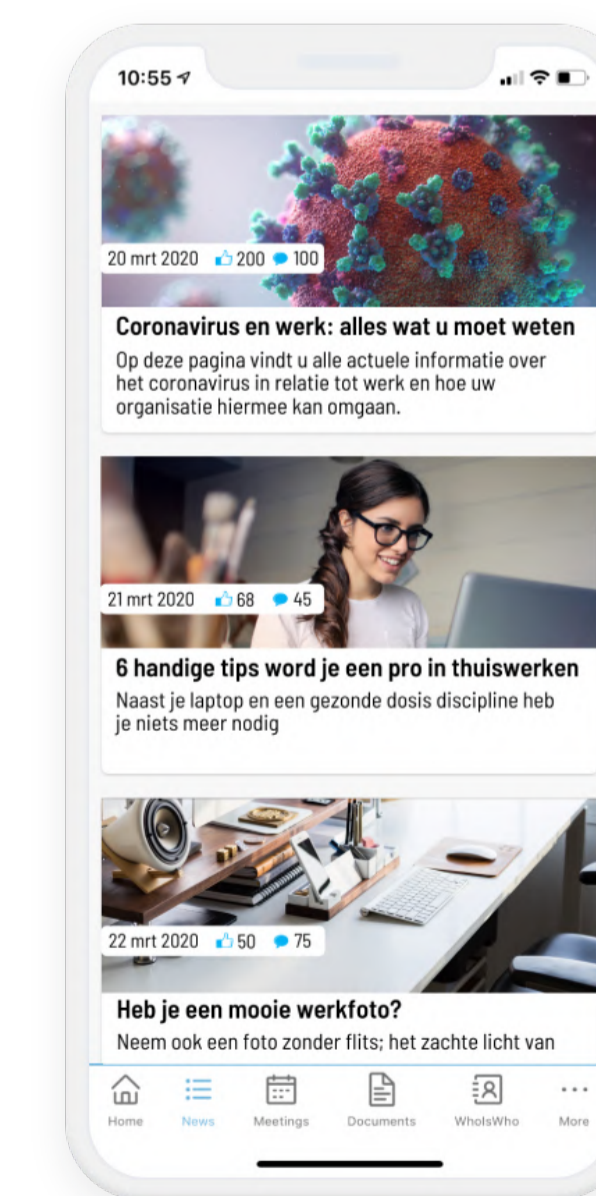 10:55
20 mrt 2020 200 100
Coronavirus en werk: alles wat u moet weten
Op deze pagina vindt u alle actuele informatie over
het coronavirus in relatie tot werk en hoe uw
organisatie hiermee kan omgaan.
21 mrt 2020 68 45
6 handige tips word je een pro in thuiswerken
Naast je laptop en een gezonde dosis discipline heb
je niets meer nodig
22 mrt 2020 50 75
Heb je een mooie werkfoto?
Neem ook een foto zonder flits; het zachte licht van
Home News Meetings Documents WhoIsWho More